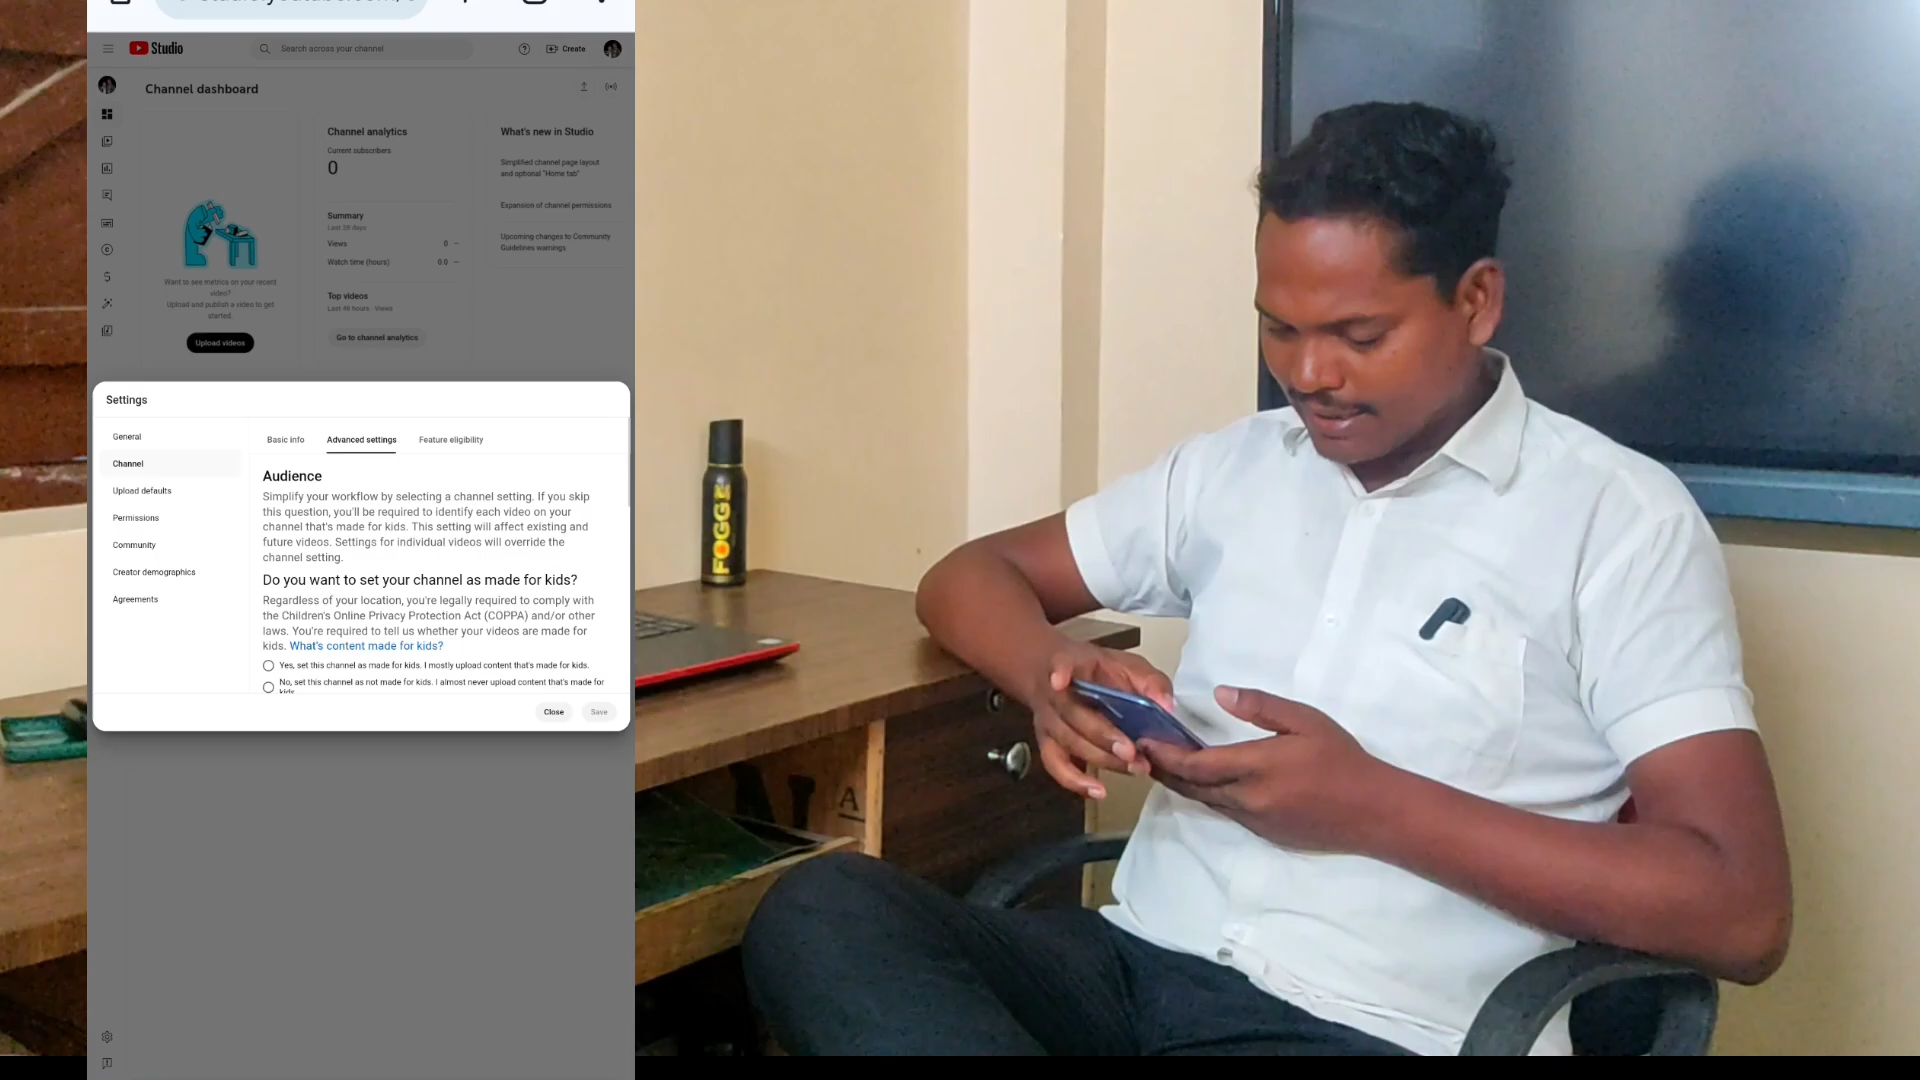 Studio
Search across your channel
Create
Channel dashboard
Want to see metrics on your recent
video?
Upload and publish a video to get
started.
Upload videos
Channel analytics
Current subscribers
0
Summary
Last 28 days
Views 0 —
Watch time (hours) 0.0 —
Top videos
Last 48 hours · Views
Go to channel analytics
What's new in Studio
Simplified channel page layout
and optional "Home tab"
Expansion of channel permissions
Upcoming changes to Community
Guidelines warnings
Settings
General
Channel
Upload defaults
Permissions
Community
Creator demographics
Agreements
Basic info Advanced settings Feature eligibility
Audience
Simplify your workflow by selecting a channel setting. If you skip
this question, you'll be required to identify each video on your
channel that's made for kids. This setting will affect existing and
future videos. Settings for individual videos will override the
channel setting.
Do you want to set your channel as made for kids?
Regardless of your location, you're legally required to comply with
the Children's Online Privacy Protection Act (COPPA) and/or other
laws. You're required to tell us whether your videos are made for
kids. What's content made for kids?
Yes, set this channel as made for kids. I mostly upload content that's made for kids.
No, set this channel as not made for kids. I almost never upload content that's made for
kids.
Close Save
FOGG
A